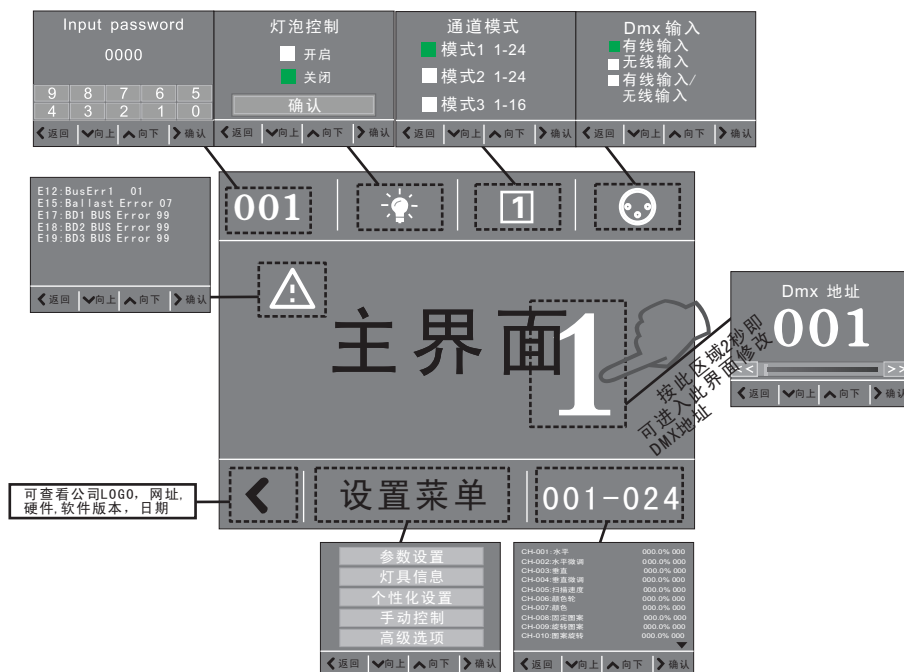 Input password
0000
9 8 7 6 5
4 3 2 1 0
返回 向上 向下 确认
灯泡控制
开启
关闭
确认
返回 向上 向下 确认
通道模式
模式1 1-24
模式2 1-24
模式3 1-16
返回 向上 向下 确认
Dmx 输入
有线输入
无线输入
有线输入/
无线输入
返回 向上 向下 确认
E12:BusErr1 01
E15:Ballast Error 07
E17:BD1 BUS Error 99
E18:BD2 BUS Error 99
E19:BD3 BUS Error 99
返回 向上 向下 确认
001
1
主界面
1
按此区域2秒即
可进入此界面修改
DMX地址
Dmx 地址
001
<< >>
返回 向上 向下 确认
可查看公司LOGO，网址,
硬件,软件版本，日期
设置菜单
001-024
参数设置
灯具信息
个性化设置
手动控制
高级选项
返回 向上 向下 确认
CH-001:水平 000.0% 000
CH-002:水平微调 000.0% 000
CH-003:垂直 000.0% 000
CH-004:垂直微调 000.0% 000
CH-005:扫描速度 000.0% 000
CH-006:颜色轮 000.0% 000
CH-007:颜色 000.0% 000
CH-008:固定图案 000.0% 000
CH-009:旋转图案 000.0% 000
CH-010:图案旋转 000.0% 000
返回 向上 向下 确认